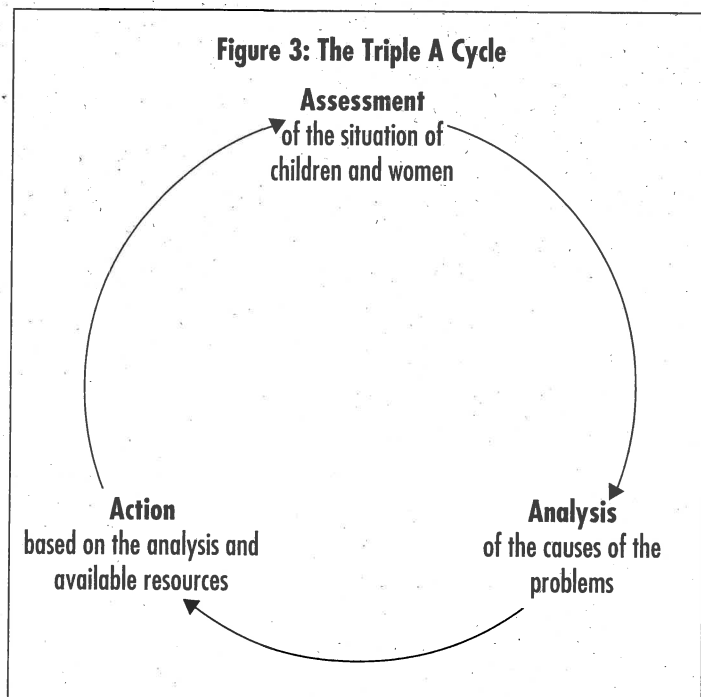 Figure 3: The Triple A Cycle
Assessment
of the situation of
children and women
Action
based on the analysis and
available resources
Analysis
of the causes of the
problems